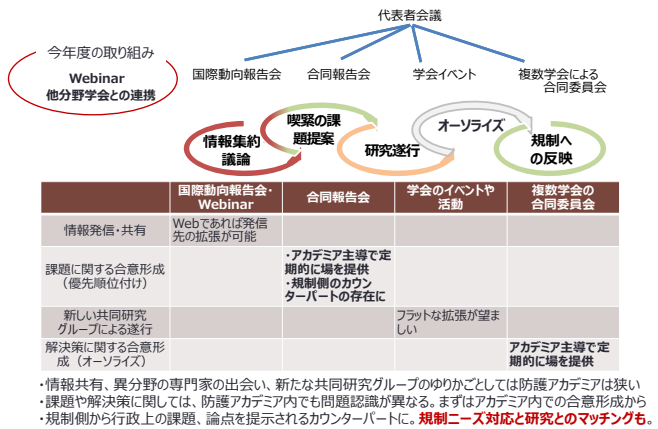 代表者会議
今年度の取り組み
Webinar
他分野学会との連携
国際動向報告会
合同報告会
学会イベント
複数学会による
合同委員会
情報集約
議論
喫緊の課
題提案
研究遂行
オーソライズ
規制へ
の反映
国際動向報告会・
Webinar
合同報告会
学会のイベントや
活動
複数学会の
合同委員会
情報発信・共有
Webであれば発信
先の拡張が可能
課題に関する合意形成
（優先順位付け）
・アカデミア主導で定
期的に場を提供
・規制側のカウン
ターパートの存在に
新しい共同研究
グループによる遂行
フラットな拡張が望ま
しい
解決策に関する合意形
成（オーソライズ）
アカデミア主導で定
期的に場を提供
・情報共有、異分野の専門家の出会い、新たな共同研究グループのゆりかごとしては防護アカデミアは狭い
・課題や解決策に関しては、防護アカデミア内でも問題認識が異なる。まずはアカデミア内での合意形成から
・規制側から行政上の課題、論点を提示されるカウンターパートに。規制ニーズ対応と研究とのマッチングも。